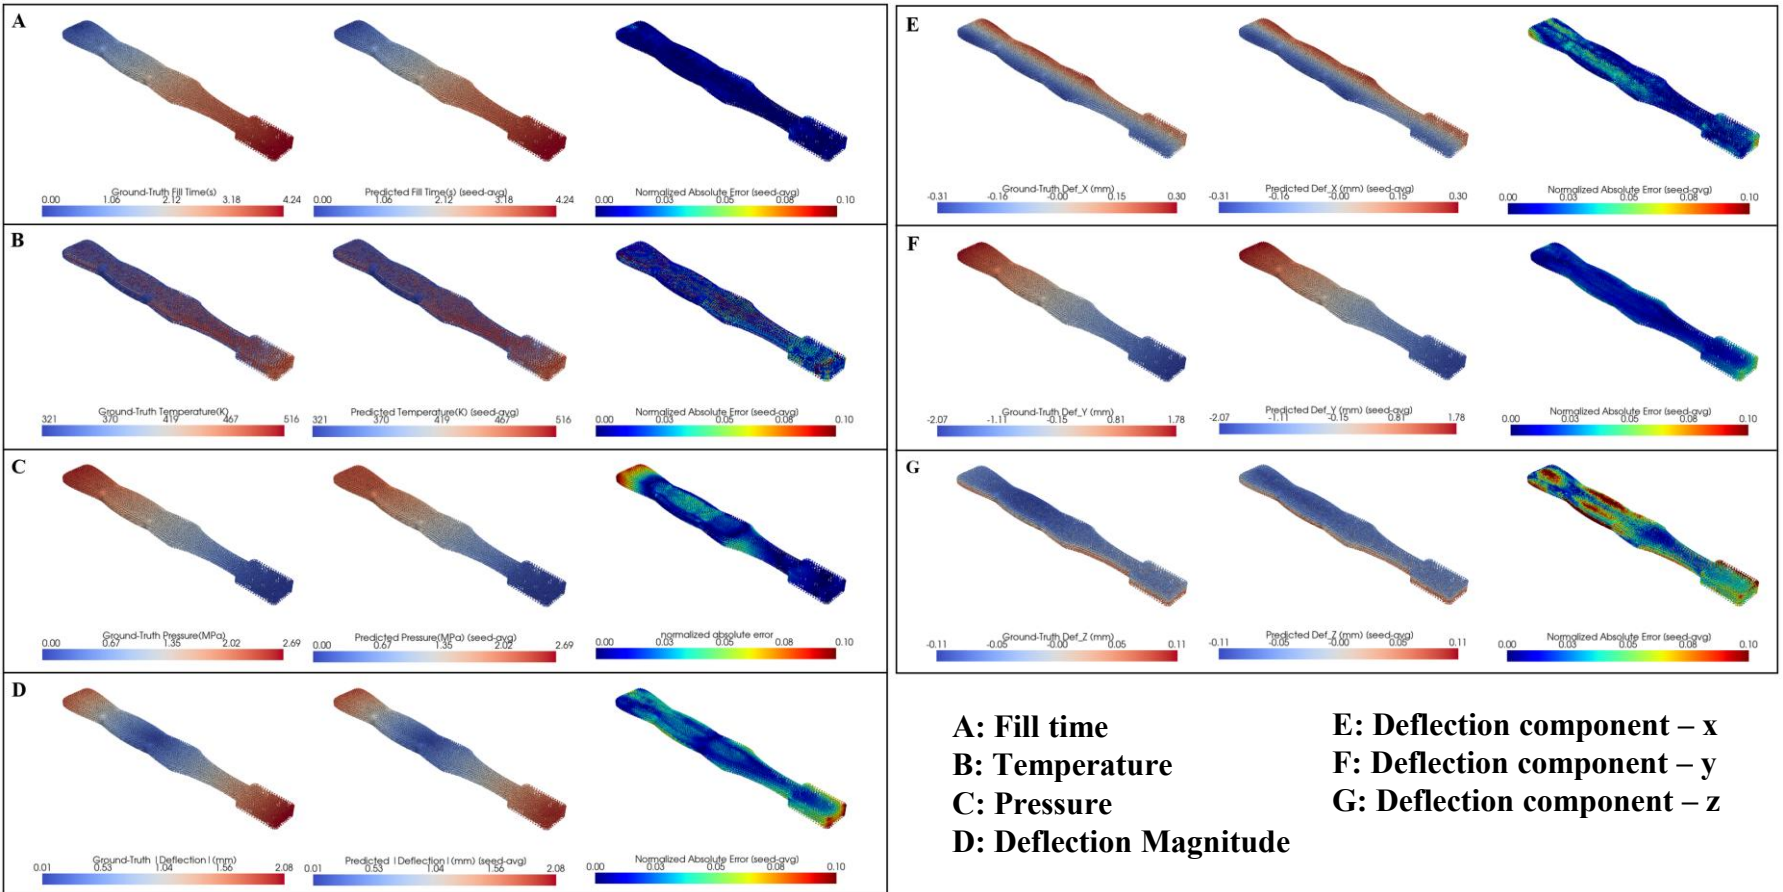 A
Ground-Truth Fill Time(s)
0.00 1.06 2.12 3.18 4.24
Predicted Fill Time(s) (seed-avg)
0.00 1.06 2.12 3.18 4.24
Normalized Absolute Error (seed-avg)
0.00 0.03 0.05 0.08 0.10
B
Ground-Truth Temperature(K)
321 370 419 467 516
Predicted Temperature(K) (seed-avg)
321 370 419 467 516
Normalized Absolute Error (seed-avg)
0.00 0.03 0.05 0.08 0.10
C
Ground-Truth Pressure(MPa)
0.00 0.67 1.35 2.02 2.69
Predicted Pressure(MPa) (seed-avg)
0.00 0.67 1.35 2.02 2.69
normalized absolute error
0.00 0.03 0.05 0.08 0.10
D
Ground-Truth |Deflection|(mm)
0.01 0.53 1.04 1.56 2.08
Predicted |Deflection|(mm) (seed-avg)
0.01 0.53 1.04 1.56 2.08
Normalized Absolute Error (seed-avg)
0.00 0.03 0.05 0.08 0.10
E
Ground-Truth Def_X (mm)
-0.31 -0.16 -0.00 0.15 0.30
Predicted Def_X (mm) (seed-avg)
-0.31 -0.16 -0.00 0.15 0.30
Normalized Absolute Error (seed-avg)
0.00 0.03 0.05 0.08 0.10
F
Ground-Truth Def_Y (mm)
-2.07 -1.11 -0.15 0.81 1.78
Predicted Def_Y (mm) (seed-avg)
-2.07 -1.11 -0.15 0.81 1.78
Normalized Absolute Error (seed-avg)
0.00 0.03 0.05 0.08 0.10
G
Ground-Truth Def_Z (mm)
-0.11 -0.05 -0.00 0.05 0.11
Predicted Def_Z (mm) (seed-avg)
-0.11 -0.05 -0.00 0.05 0.11
Normalized Absolute Error (seed-avg)
0.00 0.03 0.05 0.08 0.10
A: Fill time
B: Temperature
C: Pressure
D: Deflection Magnitude
E: Deflection component – x
F: Deflection component – y
G: Deflection component – z